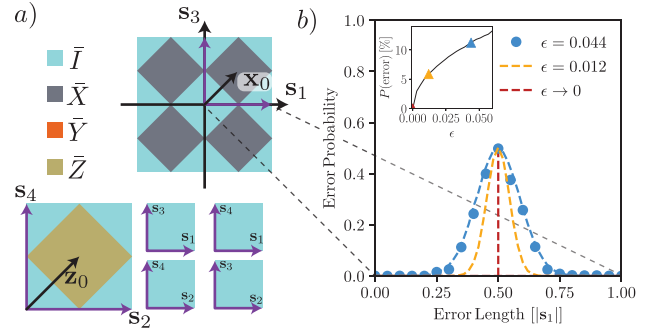 a)
Ī
X̄
Ȳ
Z̄
s₃
x₀
s₁
s₄
z₀
s₂
s₃
s₁
s₄
s₁
s₄
s₂
s₃
s₂
b)
Error Probability
1.0
0.8
0.6
0.4
0.2
0.0
0.00 0.25 0.50 0.75 1.00
Error Length [|s₁|]
P(error) [%]
10
5
0
0.000 0.025 0.050
ϵ
ϵ = 0.044
ϵ = 0.012
ϵ → 0